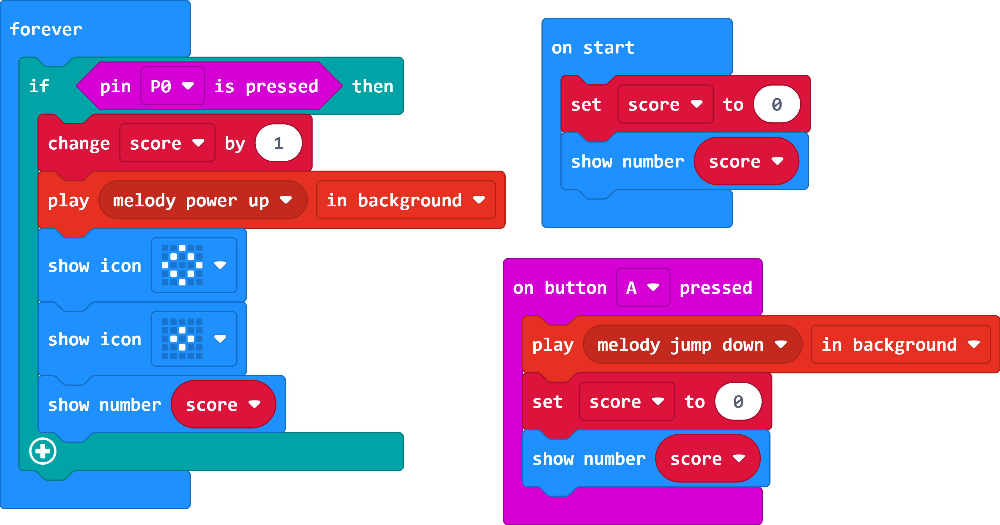 forever
if pin P0 is pressed then
change score by 1
play melody power up in background
show icon
show icon
show number score
on start
set score to 0
show number score
on button A pressed
play melody jump down in background
set score to 0
show number score